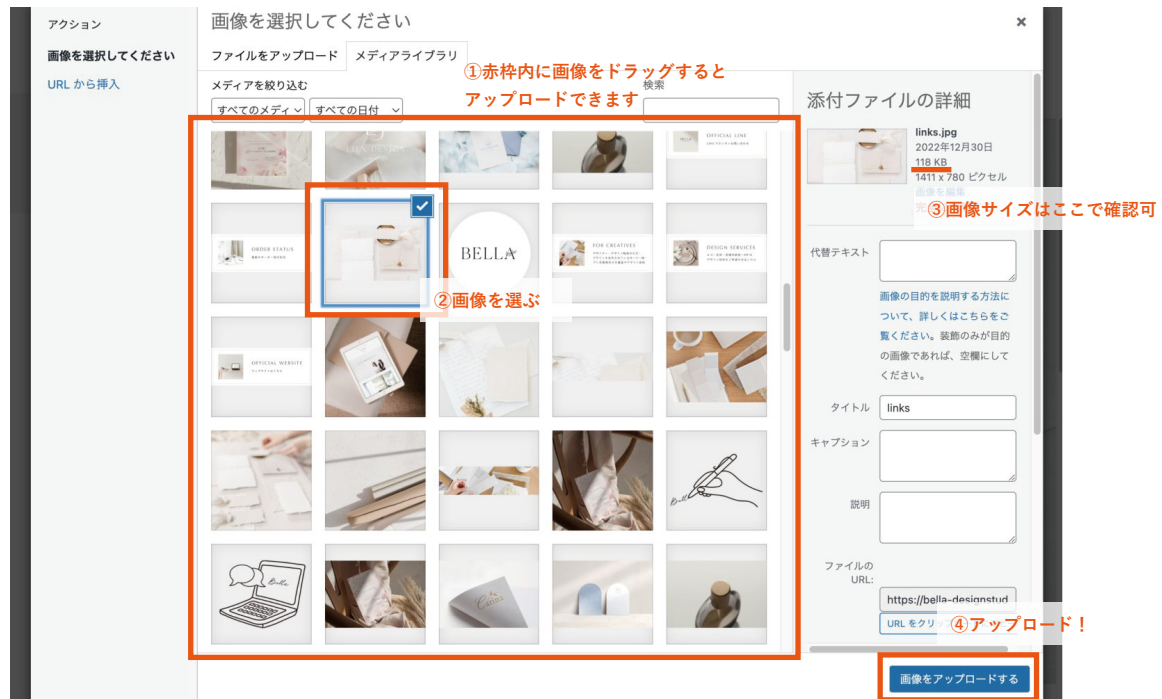 アクション
画像を選択してください
URL から挿入
画像を選択してください
ファイルをアップロード
メディアライブラリ
メディアを絞り込む
すべてのメディ
すべての日付
検索
①赤枠内に画像をドラッグすると
アップロードできます
OFFICIAL LINE
ORDER STATUS
BELLA
FOR CREATIVES
DESIGN SERVICES
②画像を選ぶ
OFFICIAL WEBSITE
Bella
Bella
添付ファイルの詳細
links.jpg
2022年12月30日
118 KB
1411 x 780 ピクセル
画像を編集
③画像サイズはここで確認可
代替テキスト
画像の目的を説明する方法に
ついて、詳しくはこちらをご
覧ください。装飾のみが目的
の画像であれば、空欄にして
ください。
タイトル
links
キャプション
説明
ファイルの
URL:
https://bella-designstud
URL をクリッ
④アップロード！
画像をアップロードする